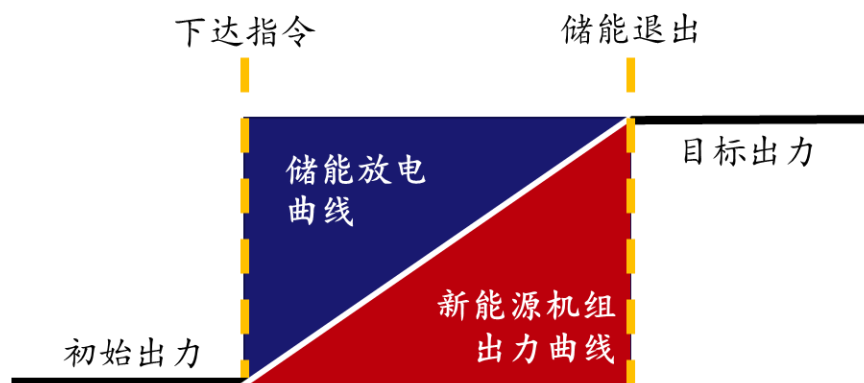 下达指令
储能退出
储能放电
曲线
目标出力
新能源机组
出力曲线
初始出力